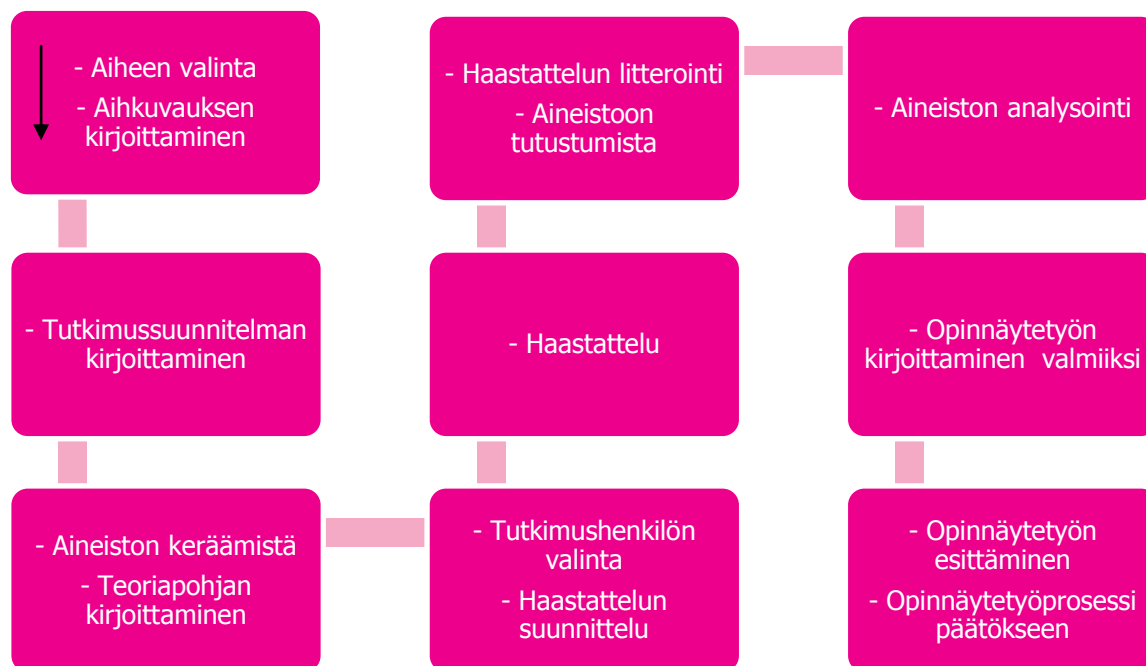 - Aiheen valinta
- Aihkuvauksen
kirjoittaminen
- Tutkimussuunnitelman
kirjoittaminen
- Aineiston keräämistä
- Teoriapohjan
kirjoittaminen
- Tutkimushenkilön
valinta
- Haastattelun
suunnittelu
- Haastattelu
- Haastattelun litterointi
- Aineistoon
tutustumista
- Aineiston analysointi
- Opinnäytetyön
kirjoittaminen valmiiksi
- Opinnäytetyön
esittäminen
- Opinnäytetyöprosessi
päätökseen